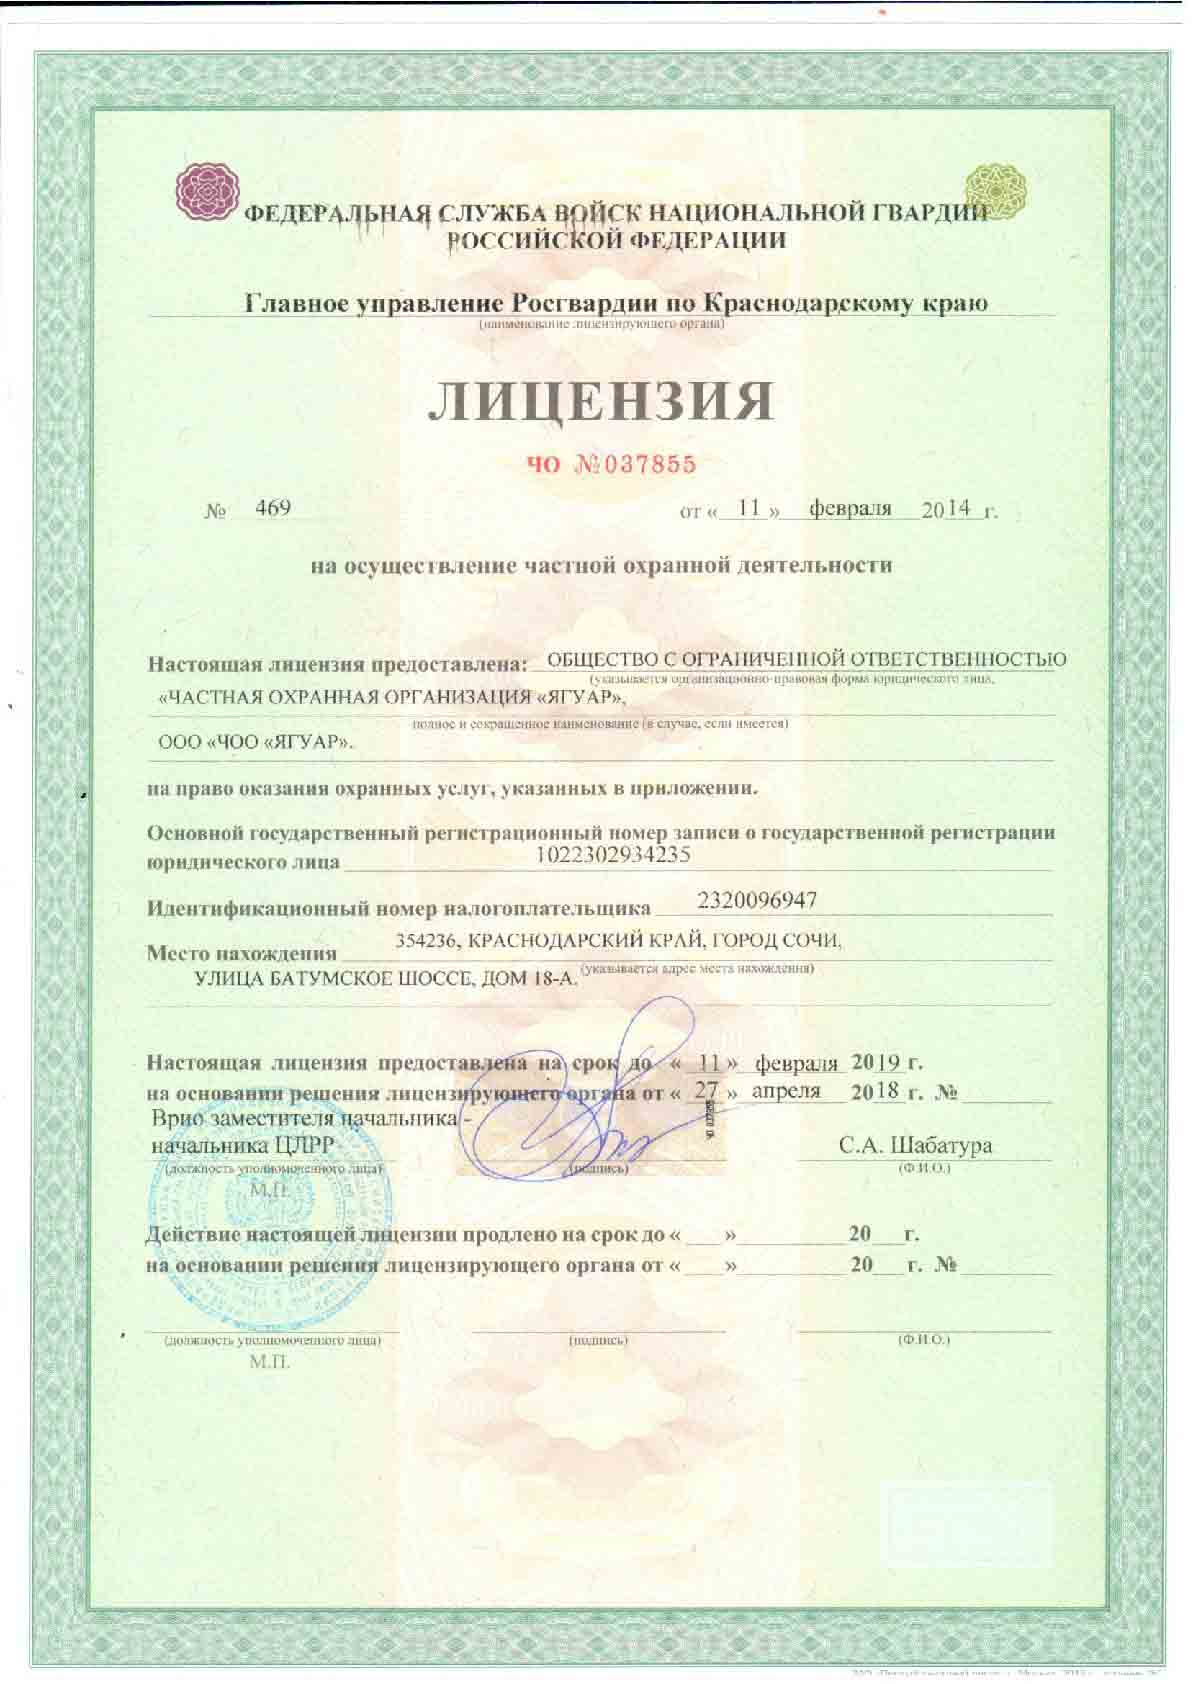 ФЕДЕРАЛЬНАЯ СЛУЖБА ВОЙСК НАЦИОНАЛЬНОЙ ГВАРДИИ
РОССИЙСКОЙ ФЕДЕРАЦИИ
Главное управление Росгвардии по Краснодарскому краю
(наименование лицензирующего органа)
ЛИЦЕНЗИЯ
ЧО №037855
№ 469 от « 11 » февраля 2014 г.
на осуществление частной охранной деятельности
Настоящая лицензия предоставлена: ОБЩЕСТВО С ОГРАНИЧЕННОЙ ОТВЕТСТВЕННОСТЬЮ
(указывается организационно-правовая форма юридического лица,
«ЧАСТНАЯ ОХРАННАЯ ОРГАНИЗАЦИЯ «ЯГУАР»,
полное и сокращенное наименование (в случае, если имеется)
ООО «ЧОО «ЯГУАР».
на право оказания охранных услуг, указанных в приложении.
Основной государственный регистрационный номер записи о государственной регистрации
юридического лица 1022302934235
Идентификационный номер налогоплательщика 2320096947
Место нахождения 354236, КРАСНОДАРСКИЙ КРАЙ, ГОРОД СОЧИ,
(указывается адрес места нахождения)
УЛИЦА БАТУМСКОЕ ШОССЕ, ДОМ 18-А.
Настоящая лицензия предоставлена на срок до « 11 » февраля 2019 г.
на основании решения лицензирующего органа от « 27 » апреля 2018 г. №
Врио заместителя начальника -
начальника ЦЛРР С.А. Шабатура
(должность уполномоченного лица) (подпись) (Ф.И.О.)
М.П.
ЧО 037855
Действие настоящей лицензии продлено на срок до « » 20 г.
на основании решения лицензирующего органа от « » 20 г. №
(должность уполномоченного лица) (подпись) (Ф.И.О.)
М.П.